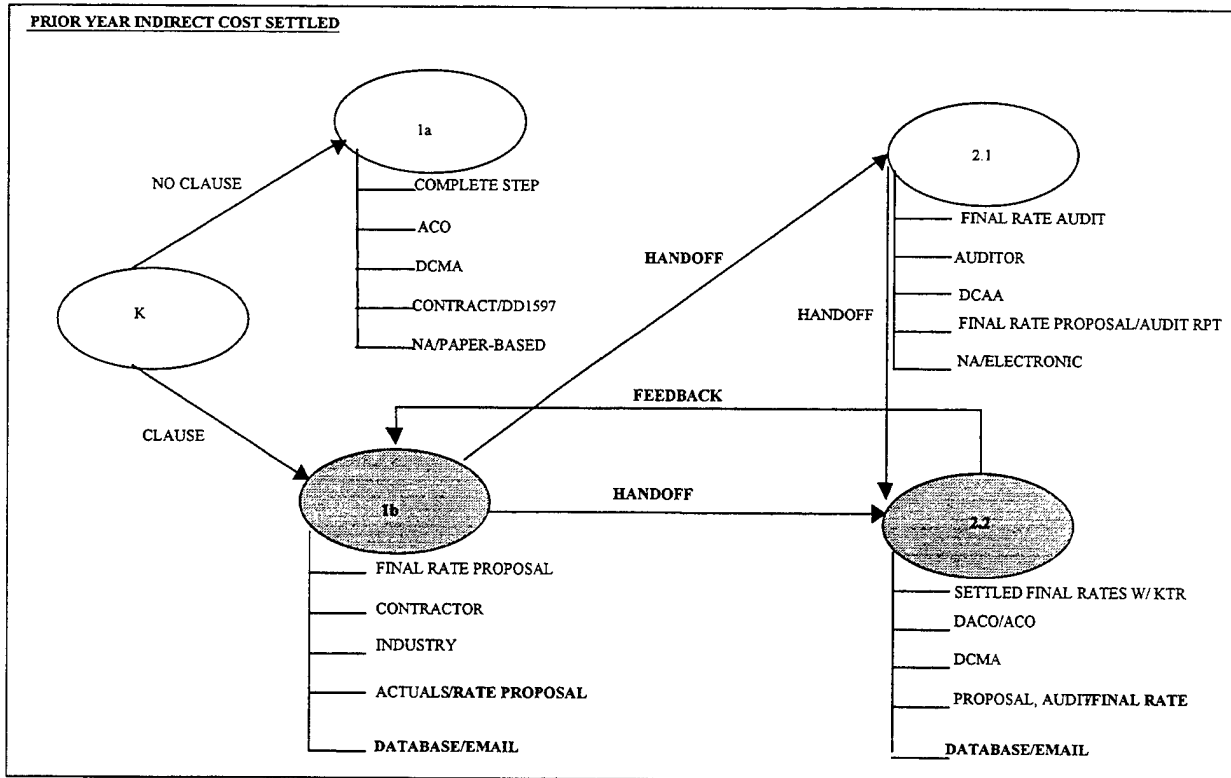 PRIOR YEAR INDIRECT COST SETTLED
1a
NO CLAUSE
COMPLETE STEP
ACO
DCMA
CONTRACT/DD1597
NA/PAPER-BASED
K
CLAUSE
HANDOFF
2.1
FINAL RATE AUDIT
AUDITOR
DCAA
FINAL RATE PROPOSAL/AUDIT RPT
NA/ELECTRONIC
HANDOFF
FEEDBACK
1b
HANDOFF
2.2
FINAL RATE PROPOSAL
CONTRACTOR
INDUSTRY
ACTUALS/RATE PROPOSAL
DATABASE/EMAIL
SETTLED FINAL RATES W/ KTR
DACO/ACO
DCMA
PROPOSAL, AUDIT/FINAL RATE
DATABASE/EMAIL